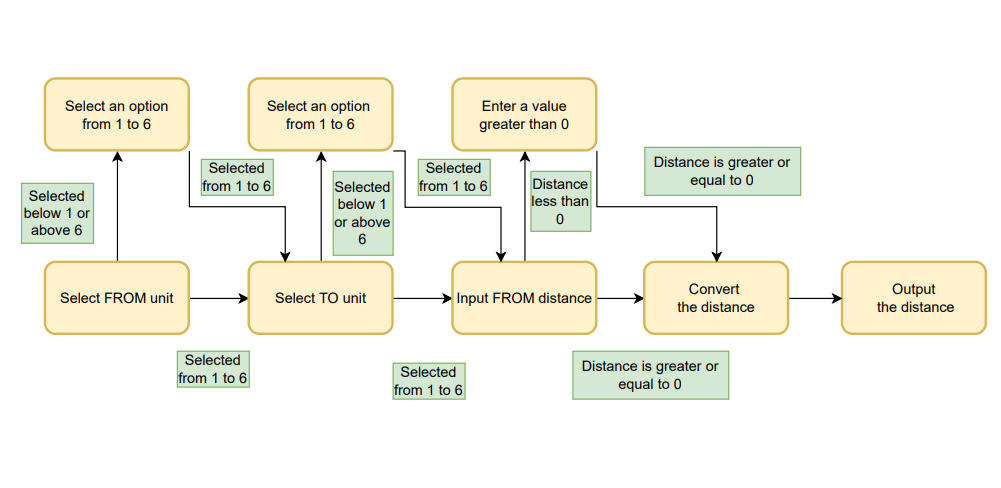 Select an option
from 1 to 6
Select an option
from 1 to 6
Enter a value
greater than 0
Selected
below 1 or
above 6
Selected
from 1 to 6
Selected
below 1
or above
6
Selected
from 1 to 6
Distance
less than
0
Distance is greater or
equal to 0
Select FROM unit
Select TO unit
Input FROM distance
Convert
the distance
Output
the distance
Selected
from 1 to 6
Selected
from 1 to 6
Distance is greater or
equal to 0